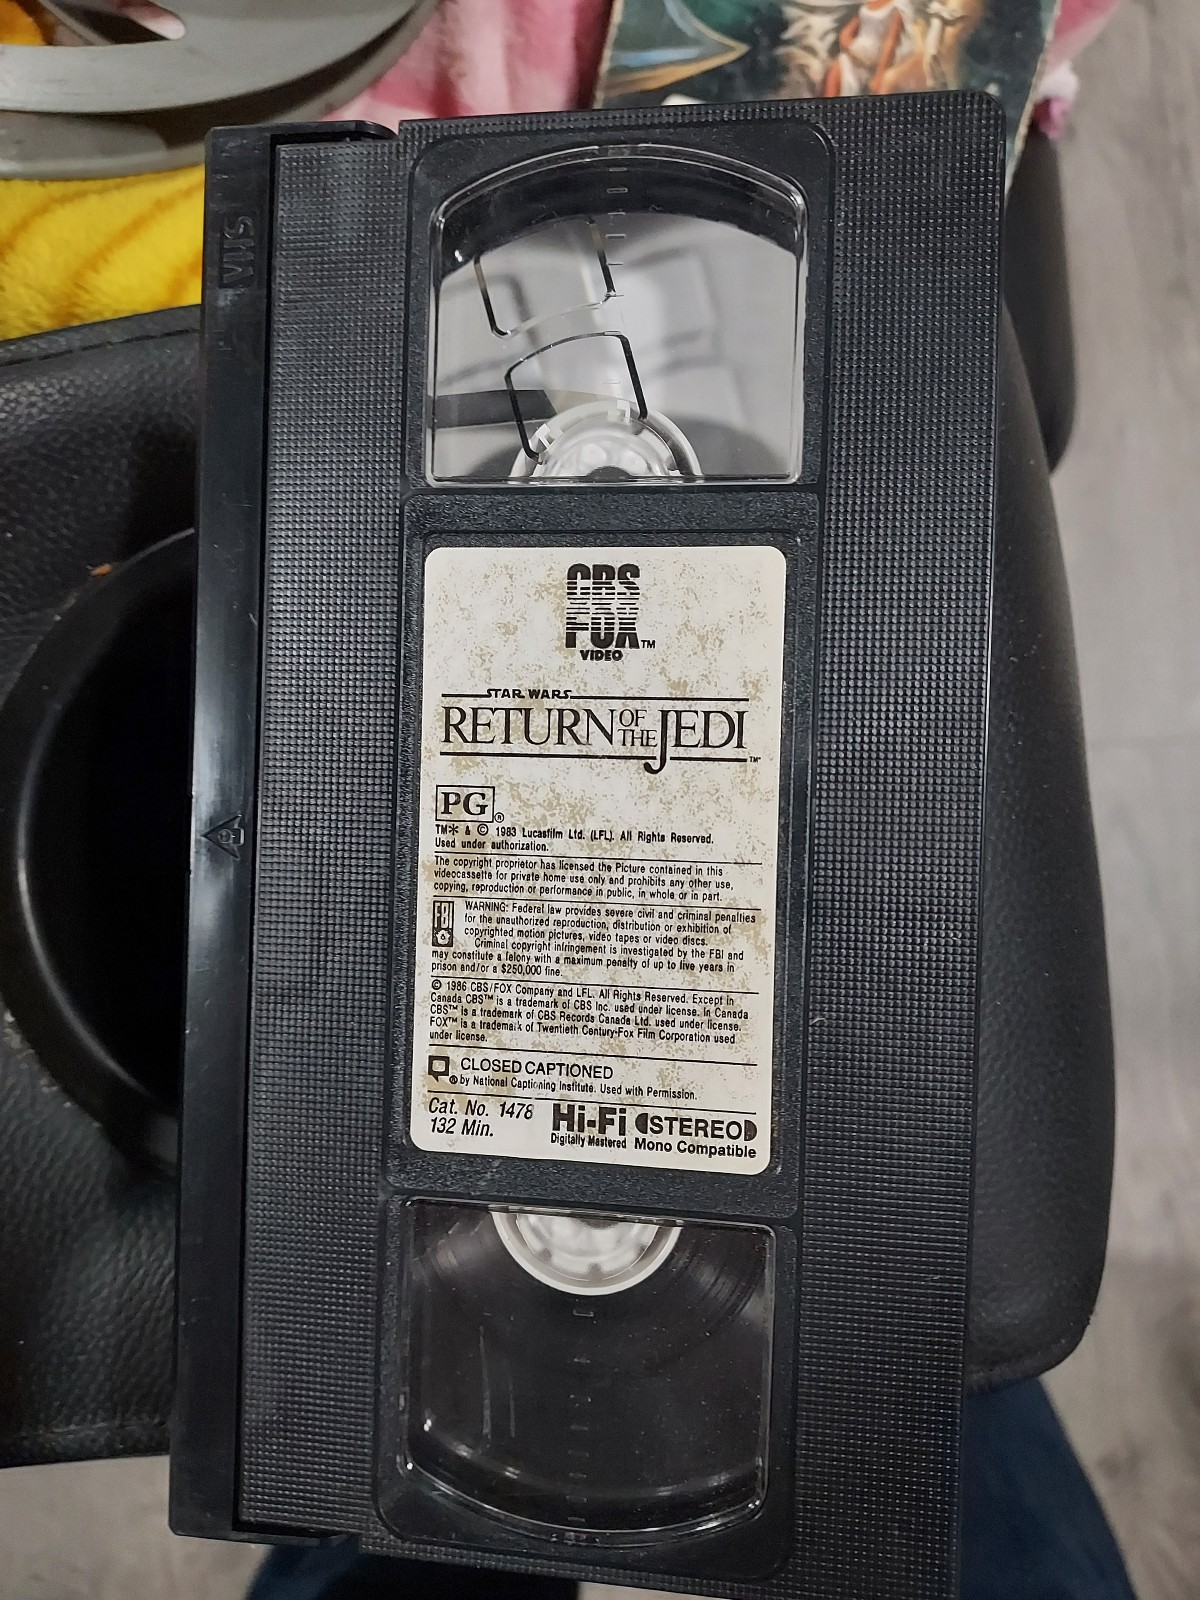 VHS
CBS
FOX™
VIDEO
STAR WARS
RETURN OF THE JEDI™
PG®
TM* & © 1983 Lucasfilm Ltd. (LFL). All Rights Reserved.
Used under authorization.
The copyright proprietor has licensed the Picture contained in this
videocassette for private home use only and prohibits any other use,
copying, reproduction or performance in public, in whole or in part.
FBI
WARNING: Federal law provides severe civil and criminal penalties
for the unauthorized reproduction, distribution or exhibition of
copyrighted motion pictures, video tapes or video discs.
Criminal copyright infringement is investigated by the FBI and
may constitute a felony with a maximum penalty of up to five years in
prison and/or a $250,000 fine.
© 1986 CBS/FOX Company and LFL. All Rights Reserved. Except in
Canada CBS™ is a trademark of CBS Inc. used under license. In Canada
CBS™ is a trademark of CBS Records Canada Ltd. used under license.
FOX™ is a trademark of Twentieth Century-Fox Film Corporation used
under license.
CLOSED CAPTIONED
® by National Captioning Institute. Used with Permission.
Cat. No. 1478
132 Min.
Hi-Fi STEREO
Digitally Mastered Mono Compatible